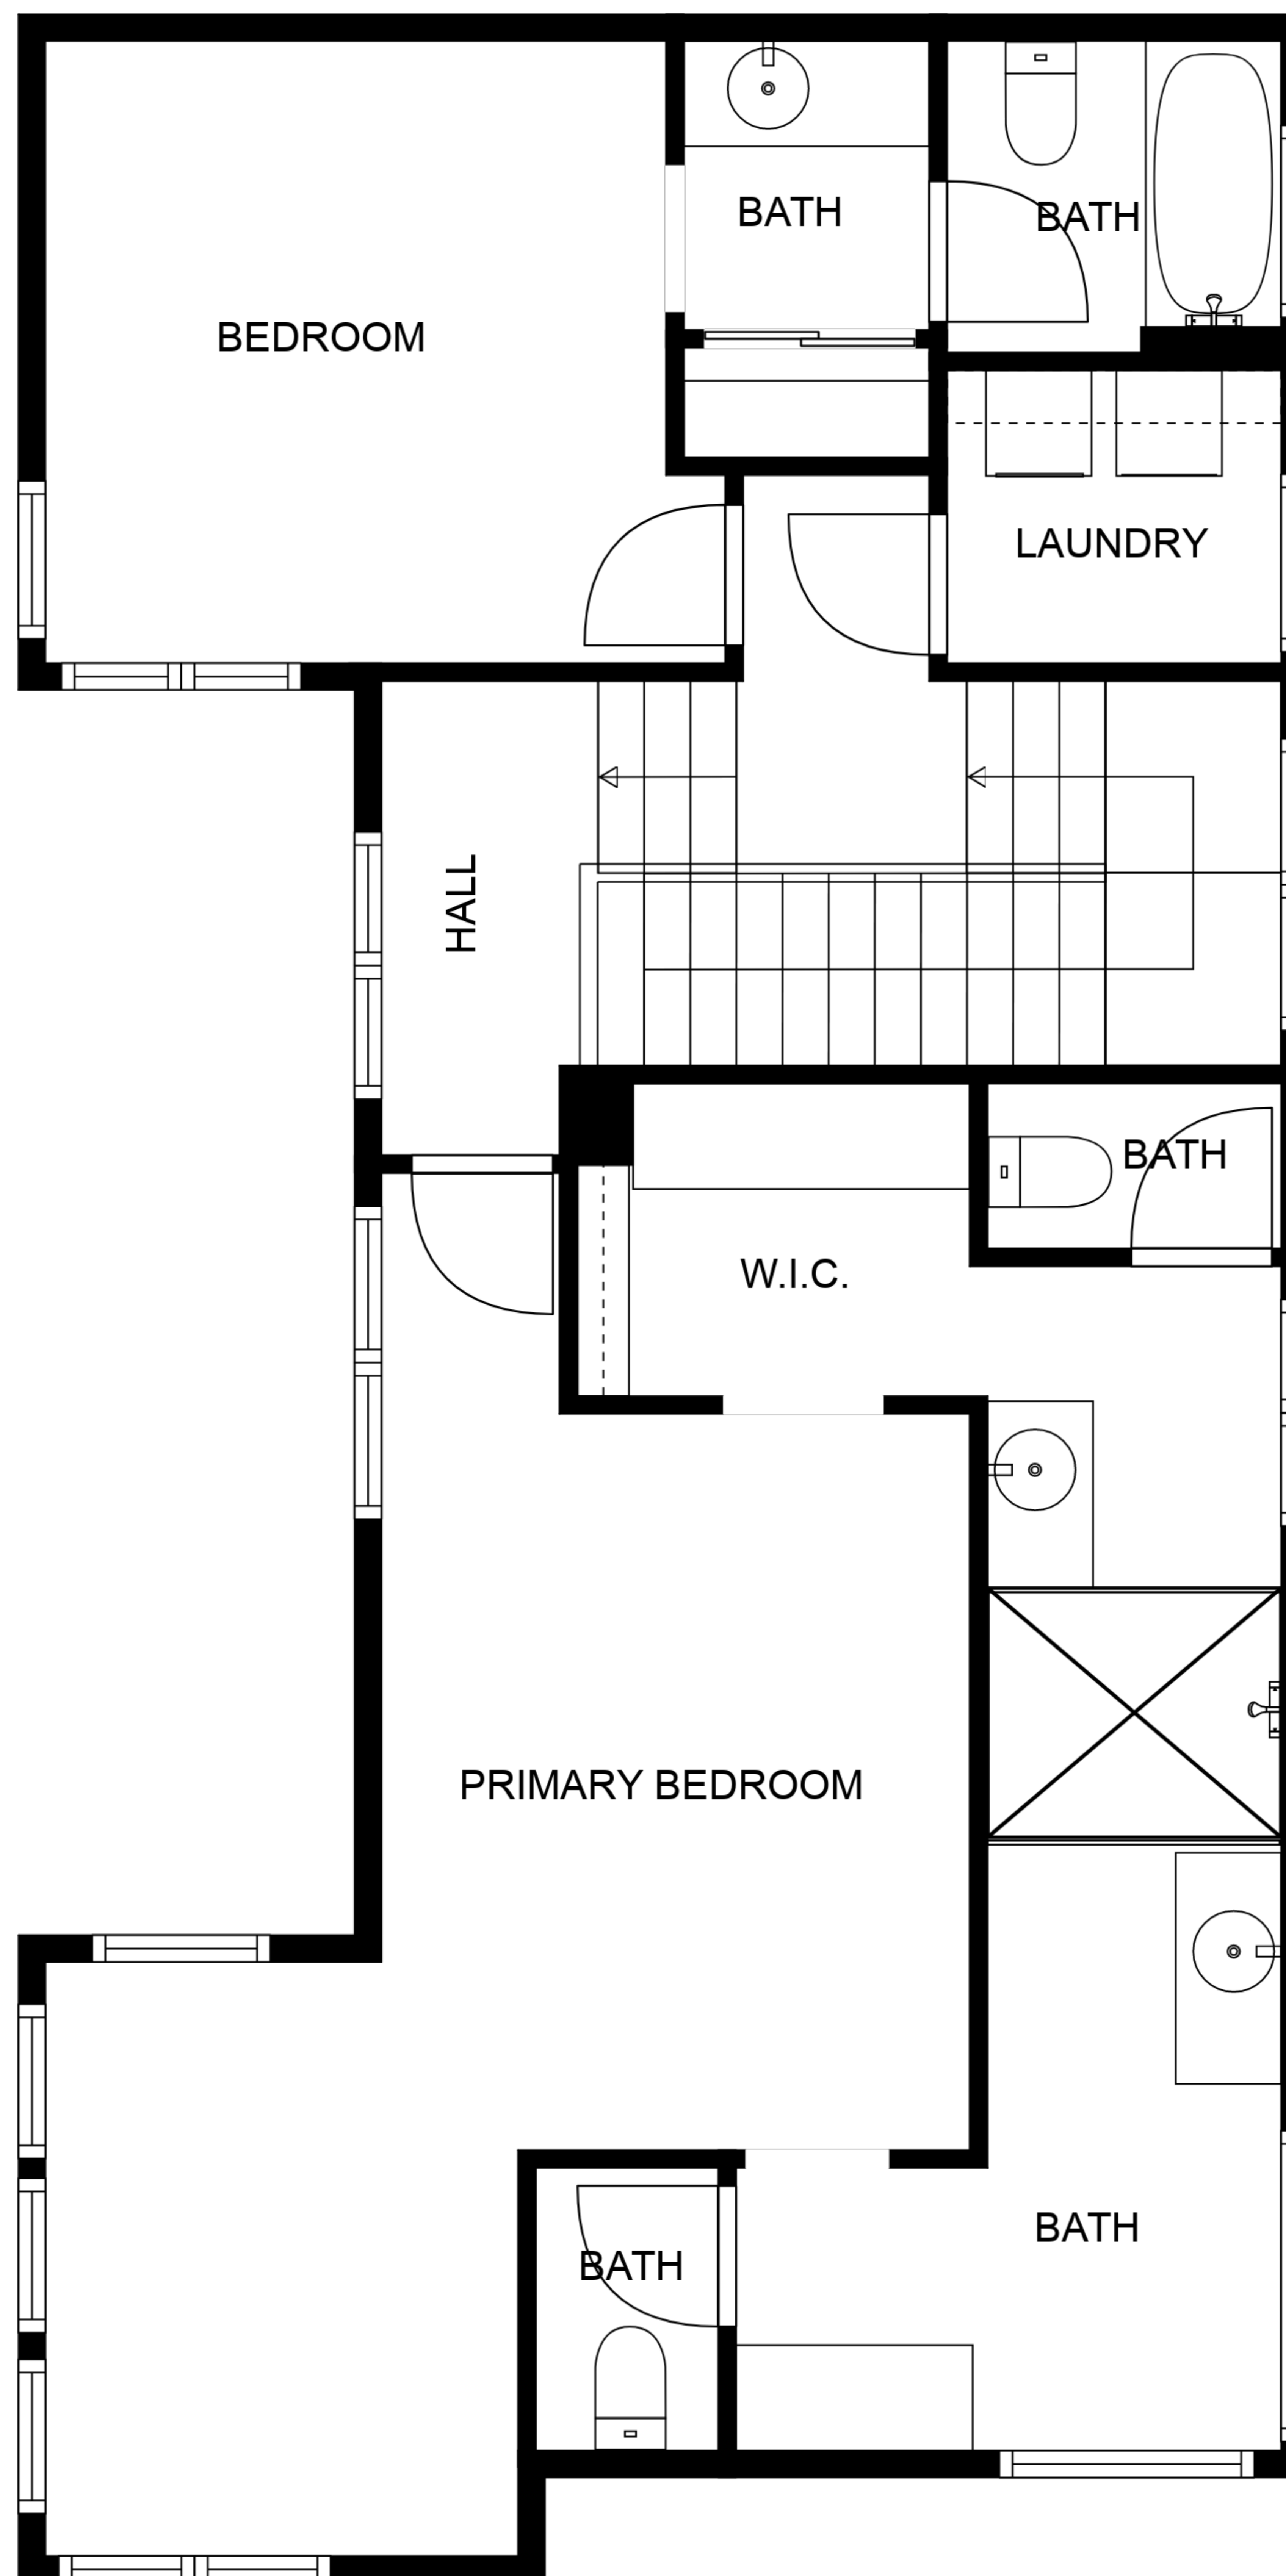 BATH
BATH
BEDROOM
LAUNDRY
HALL
BATH
W.I.C.
PRIMARY BEDROOM
BATH
BATH